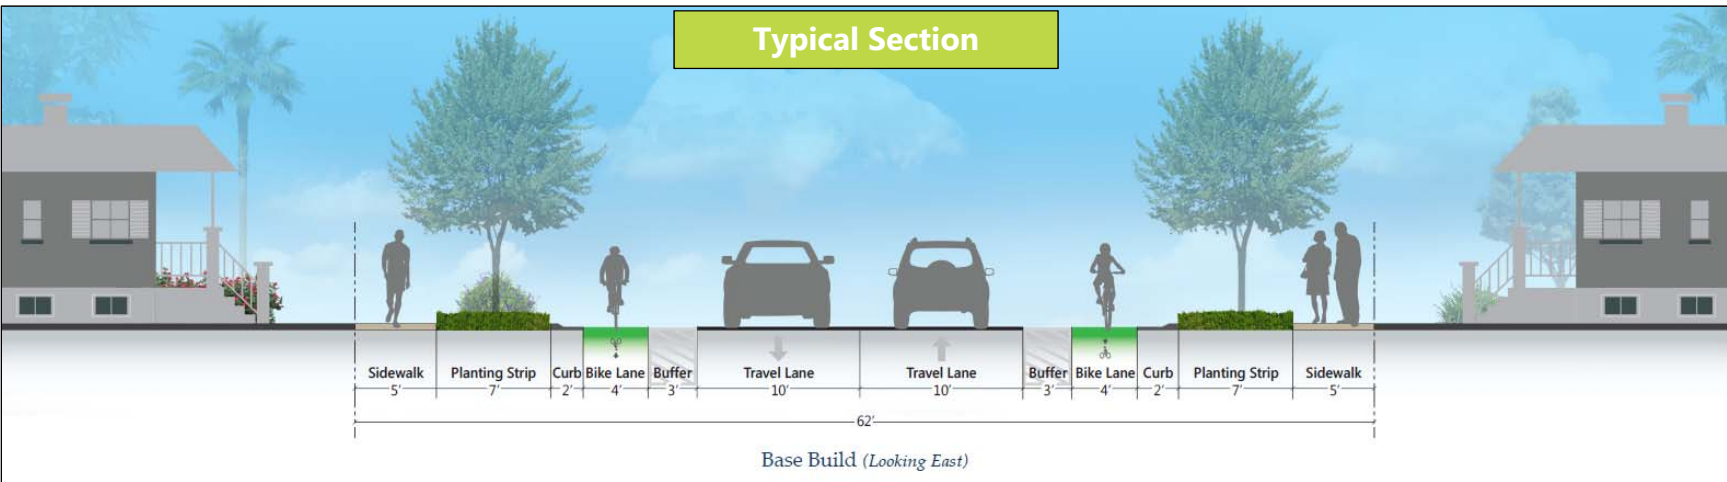 Typical Section
Sidewalk Planting Strip Curb Bike Lane Buffer Travel Lane Travel Lane Buffer Bike Lane Curb Planting Strip Sidewalk
5' 7' 2' 4' 3' 10' 10' 3' 4' 2' 7' 5'
62'
Base Build (Looking East)